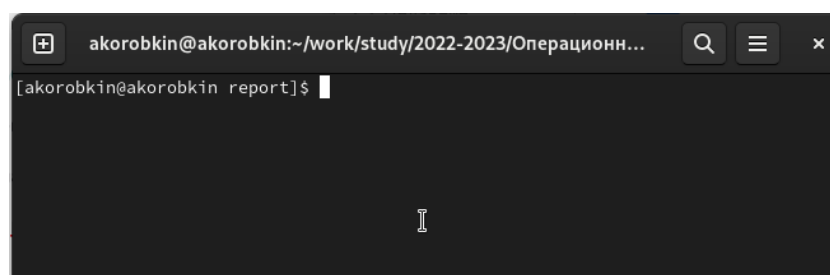 akorobkin@akorobkin:~/work/study/2022-2023/Операционн...
[akorobkin@akorobkin report]$